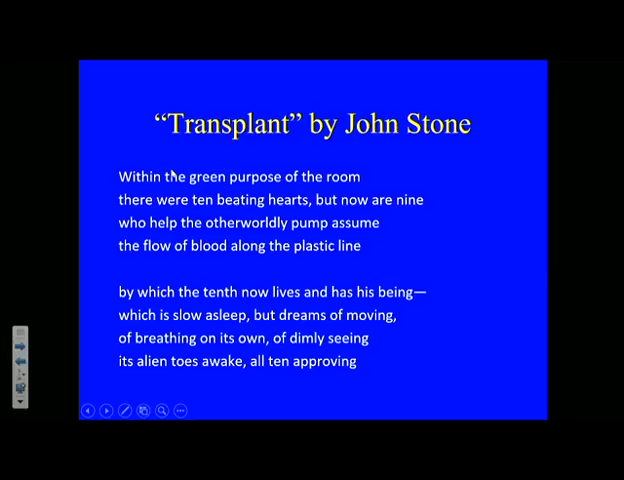 “Transplant” by John Stone
Within the green purpose of the room
there were ten beating hearts, but now are nine
who help the otherworldly pump assume
the flow of blood along the plastic line
by which the tenth now lives and has his being—
which is slow asleep, but dreams of moving,
of breathing on its own, of dimly seeing
its alien toes awake, all ten approving